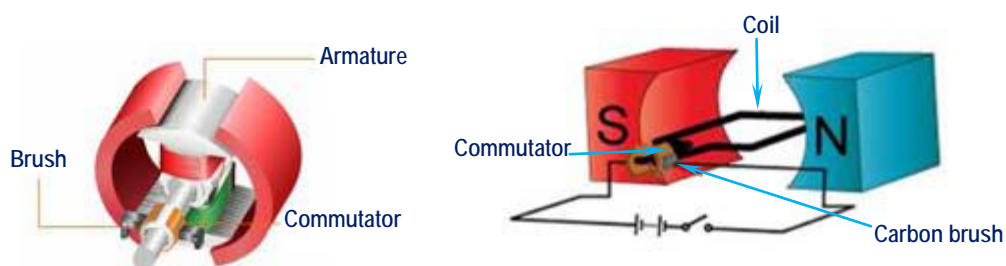 Armature
Brush
Commutator
Coil
S
N
Commutator
Carbon brush